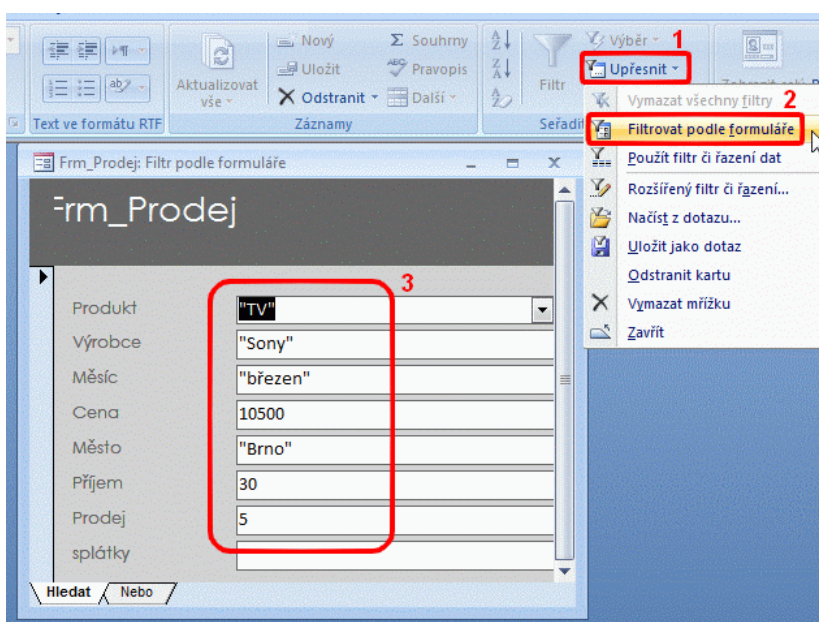 Nový Σ Souhrny Výběr 1
Uložit Pravopis Upřesnit
Aktualizovat vše Odstranit Další Filtr
Text ve formátu RTF Záznamy Seřadit
Vymazat všechny filtry 2
Filtrovat podle formuláře
Použít filtr či řazení dat
Rozšířený filtr či řazení...
Načíst z dotazu...
Uložit jako dotaz
Odstranit kartu
Vymazat mřížku
Zavřít
Frm_Prodej: Filtr podle formuláře
Frm_Prodej
3
Produkt "TV"
Výrobce "Sony"
Měsíc "březen"
Cena 10500
Město "Brno"
Příjem 30
Prodej 5
splátky
Hledat Nebo